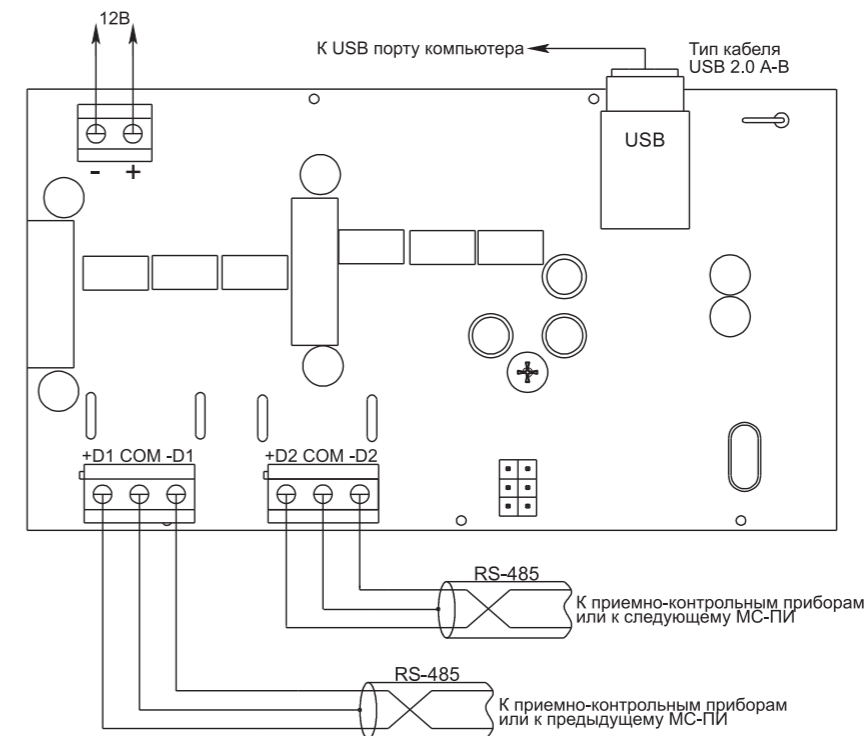 12В
К USB порту компьютера
Тип кабеля
USB 2.0 A-B
USB
- +
+D1 COM -D1
+D2 COM -D2
RS-485
К приемно-контрольным приборам
или к следующему МС-ПИ
RS-485
К приемно-контрольным приборам
или к предыдущему МС-ПИ